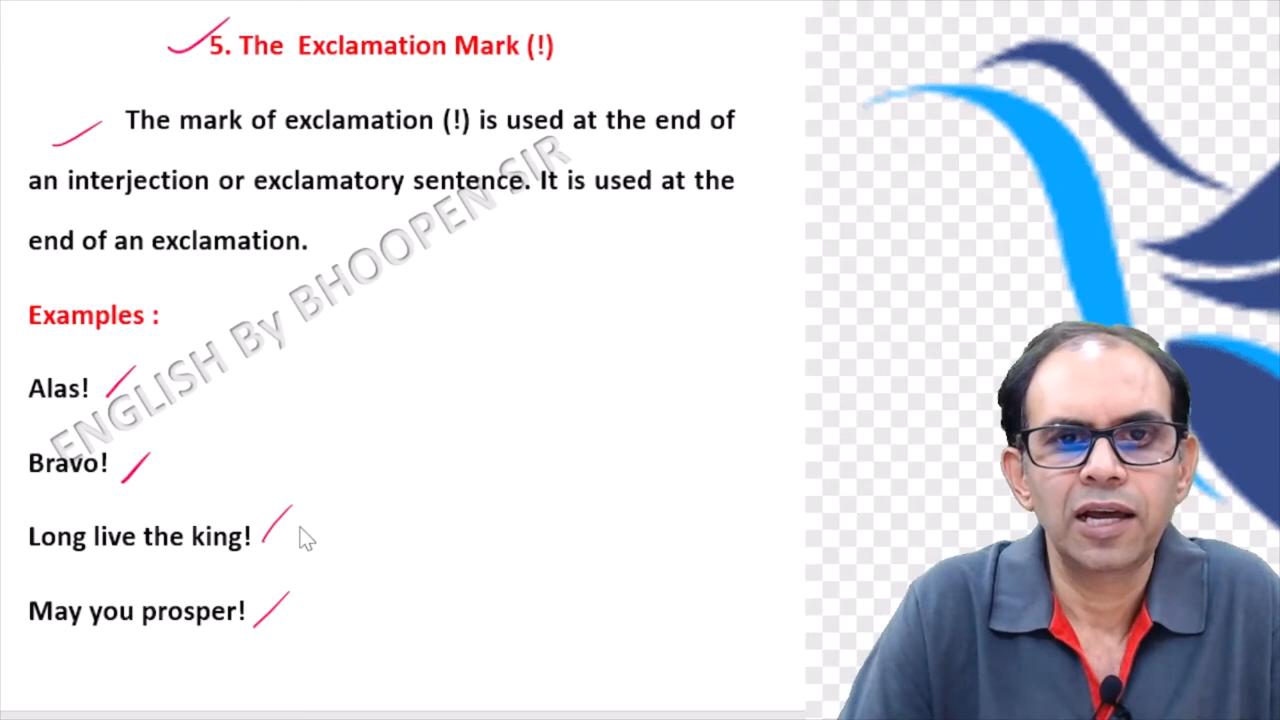 5. The Exclamation Mark (!)
The mark of exclamation (!) is used at the end of
an interjection or exclamatory sentence. It is used at the
end of an exclamation.
Examples :
Alas!
Bravo!
Long live the king!
May you prosper!
ENGLISH By BHOOPEN SIR